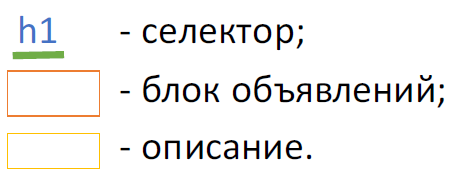 h1 - селектор;
- блок объявлений;
- описание.